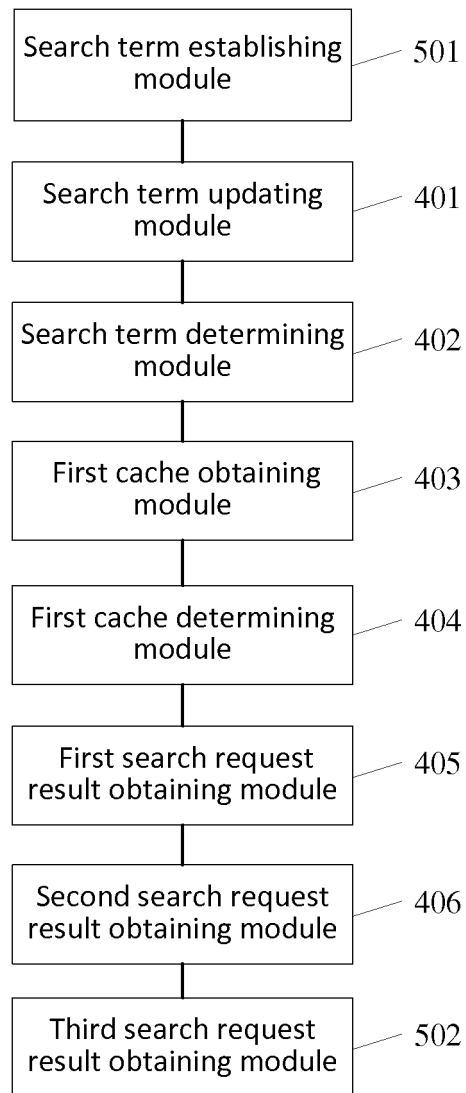 Search term establishing
module
501
Search term updating
module
401
Search term determining
module
402
First cache obtaining
module
403
First cache determining
module
404
First search request
result obtaining module
405
Second search request
result obtaining module
406
Third search request
result obtaining module
502